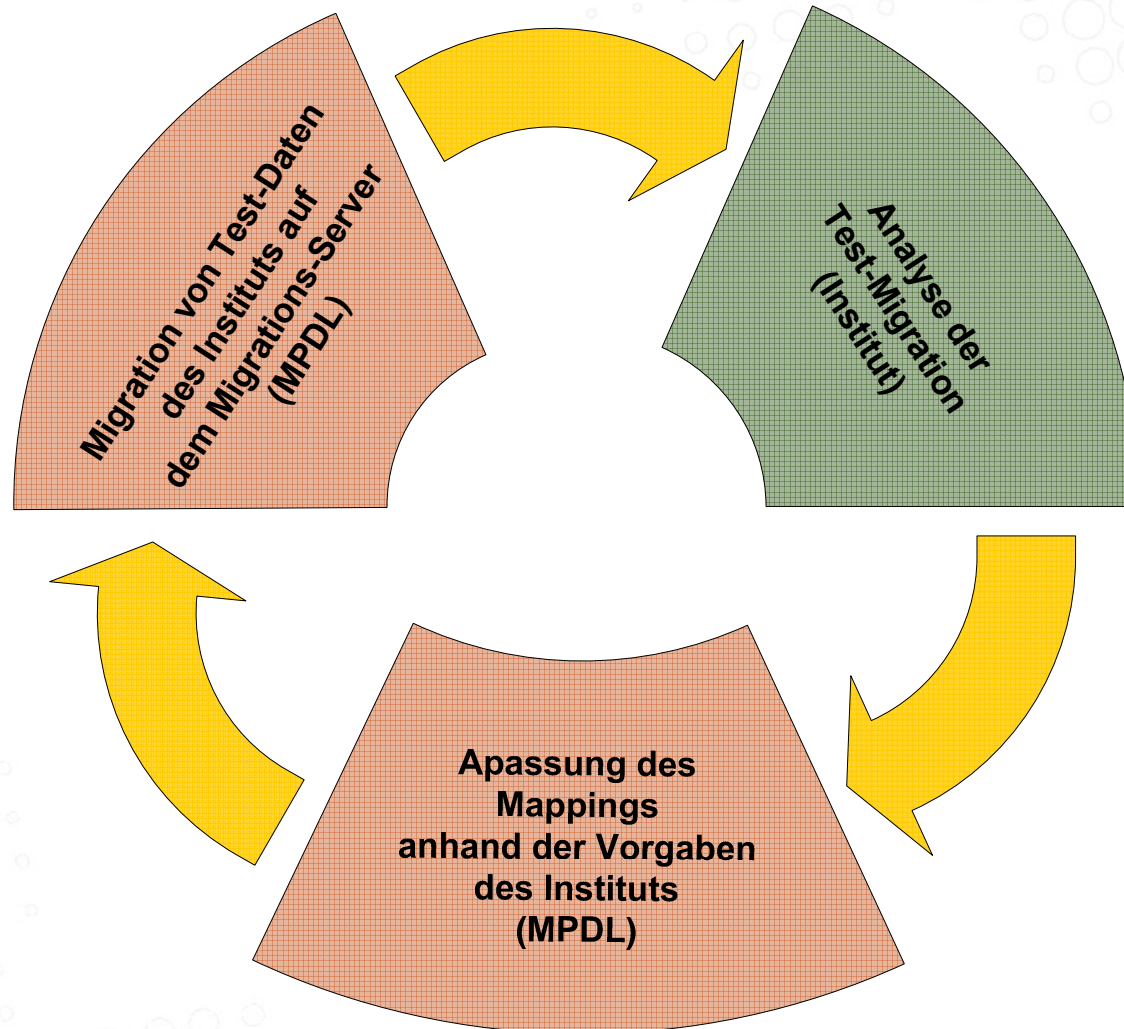 Migration von Test-Daten
des Instituts auf
dem Migrations-Server
(MPDL)
Analyse der
Test-Migration
(Institut)
Apassung des
Mappings
anhand der Vorgaben
des Instituts
(MPDL)